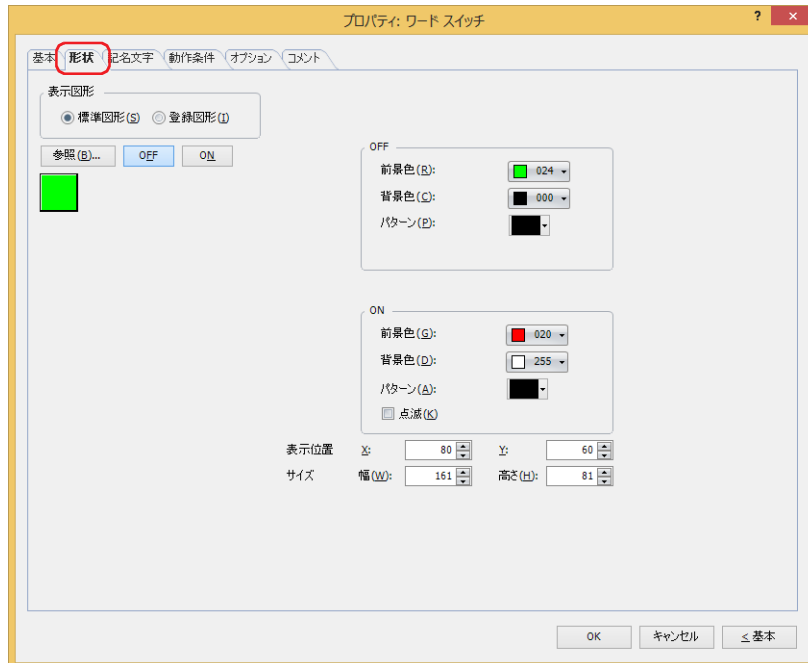 プロパティ: ワード スイッチ
? ×
基本 形状 記名文字 動作条件 オプション コメント
表示図形
標準図形(S) 登録図形(I)
参照(B)... OFF ON
OFF
前景色(R): 024
背景色(C): 000
パターン(P):
ON
前景色(G): 020
背景色(D): 255
パターン(A):
点滅(K)
表示位置 X: 80 Y: 60
サイズ 幅(W): 161 高さ(H): 81
OK キャンセル < 基本